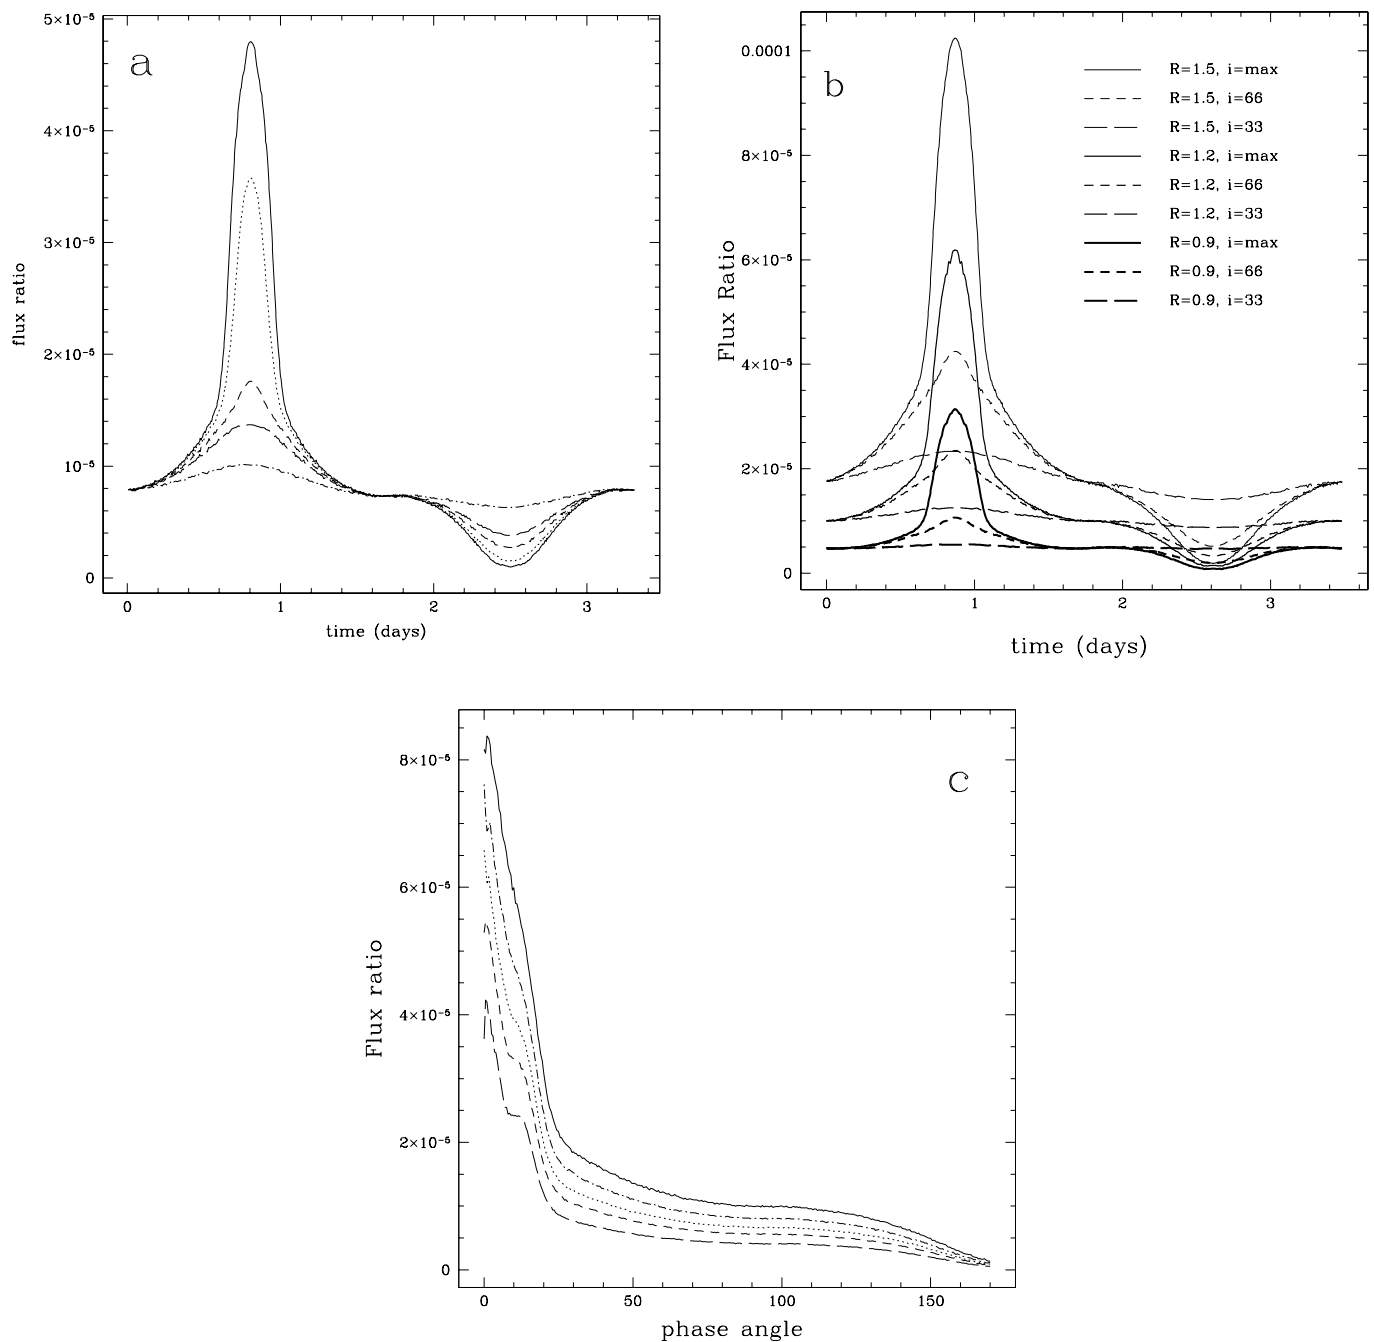 a
5×10⁻⁵
4×10⁻⁵
3×10⁻⁵
2×10⁻⁵
10⁻⁵
0
flux ratio
0 1 2 3
time (days)
b
0.0001
8×10⁻⁵
6×10⁻⁵
4×10⁻⁵
2×10⁻⁵
0
Flux Ratio
R=1.5, i=max
R=1.5, i=66
R=1.5, i=33
R=1.2, i=max
R=1.2, i=66
R=1.2, i=33
R=0.9, i=max
R=0.9, i=66
R=0.9, i=33
0 1 2 3
time (days)
c
8×10⁻⁵
6×10⁻⁵
4×10⁻⁵
2×10⁻⁵
0
Flux ratio
0 50 100 150
phase angle